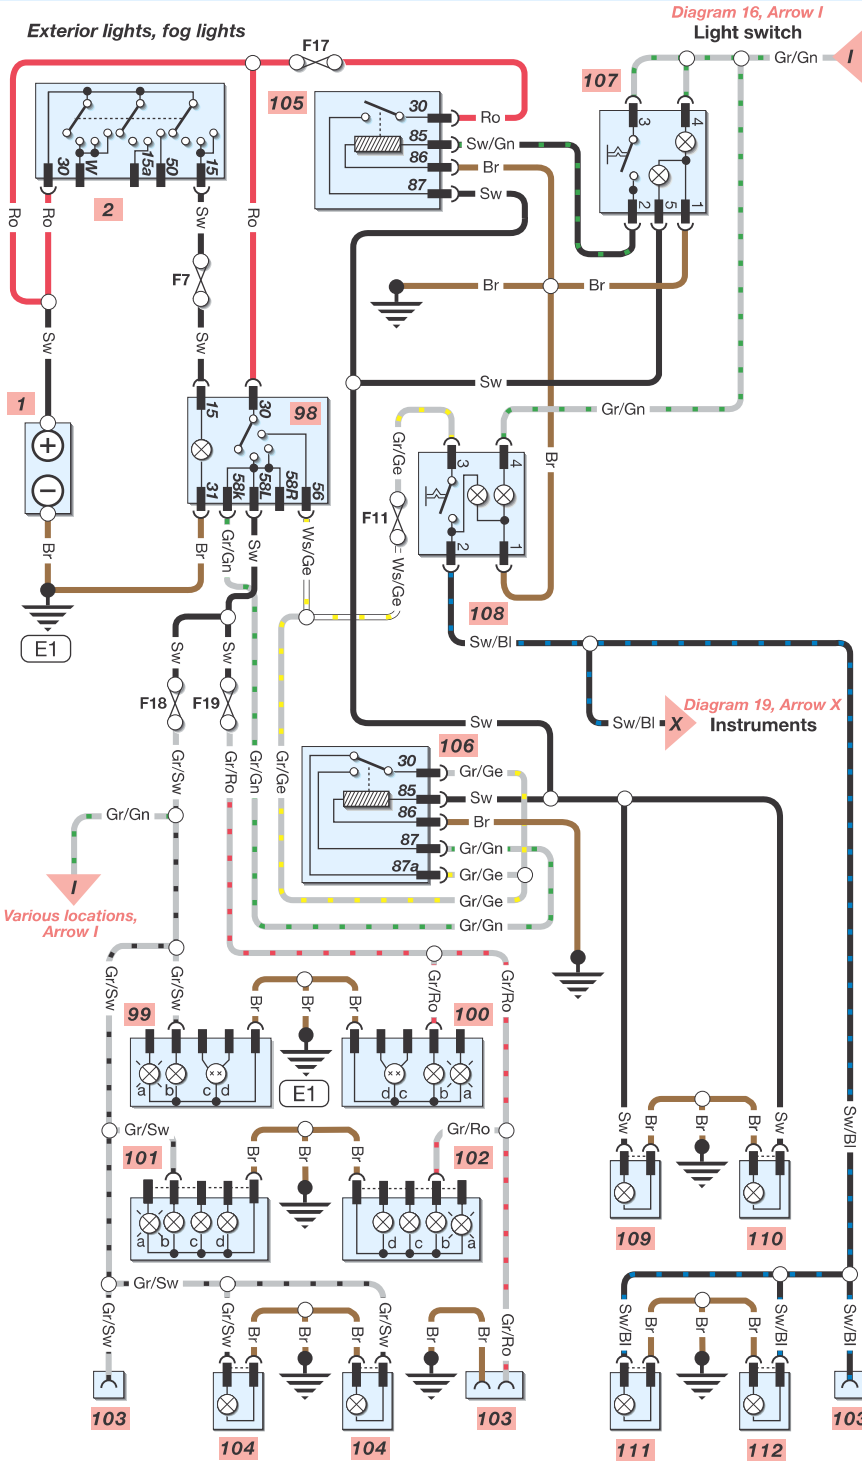 Diagram 16, Arrow I
Exterior lights, fog lights
F17
Light switch
Gr/Gn
I
107
105
30
Ro
85
Sw/Gn
86
Br
87
Sw
3
4
2
5
1
30
W
15a
50
15
2
Ro
Ro
Sw
Ro
F7
Br
Br
Sw
Sw
Sw
1
15
30
98
Gr/Gn
Gr/Ge
3
4
Br
31
58k
58L
58R
56
F11
2
1
Br
Br
Gr/Gn
Sw
Ws/Ge
Ws/Ge
108
E1
Sw/Bl
Sw
Sw
F18
F19
Sw/Bl
X
Diagram 19, Arrow X
Instruments
Sw
106
Gr/Sw
Gr/Ro
Gr/Gn
Gr/Ge
30
Gr/Ge
85
Sw
86
Br
87
Gr/Gn
87a
Gr/Ge
Gr/Ge
Gr/Gn
Gr/Gn
I
Various locations,
Arrow I
Gr/Sw
Gr/Sw
Br
Br
Br
Gr/Ro
Gr/Ro
99
100
a
b
c
d
d
c
b
a
E1
Gr/Sw
Gr/Ro
101
102
Br
Br
Br
Sw
Br
Br
Br
Sw
Sw/Bl
a
b
c
d
d
c
b
a
109
110
Gr/Sw
Gr/Sw
Gr/Sw
Br
Br
Br
Gr/Sw
Br
Br
Gr/Ro
Sw/Bl
Br
Br
Br
Sw/Bl
Sw/Bl
103
104
104
103
111
112
103